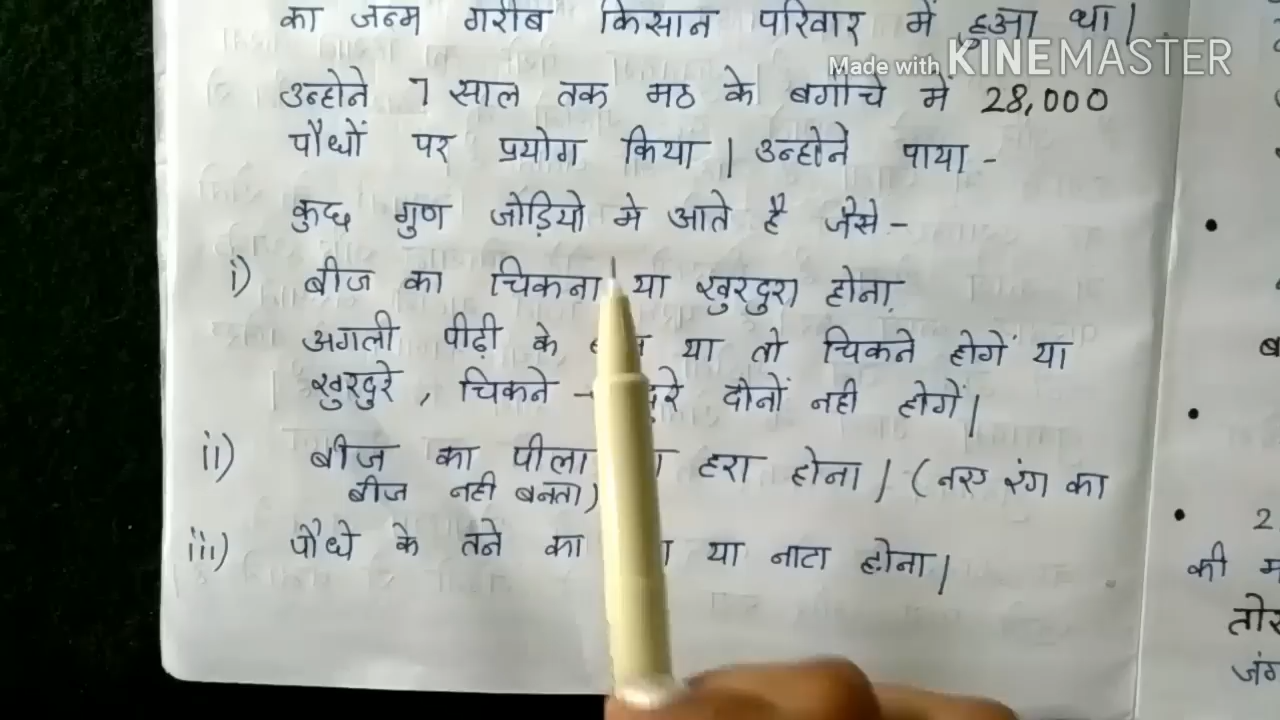 का जन्म गरीब किसान परिवार में हुआ था।
Made with KINEMASTER
उन्होने 7 साल तक मठ के बगीचे में 28,000
पौधों पर प्रयोग किया। उन्होने पाया -
कुछ गुण जोड़ियो मे आते है जैसे -
i) बीज का चिकना या खुरदुरा होना
अगली पीढ़ी के या तो चिकने होगें या
खुरदुरे, चिकने - दोनों नही होगें।
ii) बीज का पीला हरा होना। (नए रंग का
बीज नही बनता)
iii) पौधे के तने का या नाटा होना।
2
की